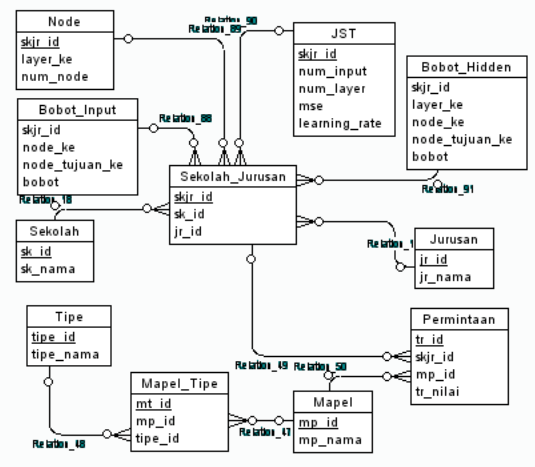 Node
skjr_id
layer_ke
num_node
Relation_90
Relation_89
JST
skjr_id
num_input
num_layer
mse
learning_rate
Bobot_Hidden
skjr_id
layer_ke
node_ke
node_tujuan_ke
bobot
Bobot_Input
skjr_id
node_ke
node_tujuan_ke
bobot
Relation_88
Sekolah_Jurusan
skjr_id
sk_id
jr_id
Relation_91
Relation_18
Sekolah
sk_id
sk_nama
Relation_1
Jurusan
jr_id
jr_nama
Tipe
tipe_id
tipe_nama
Permintaan
tr_id
skjr_id
mp_id
tr_nilai
Relation_49
Relation_50
Mapel_Tipe
mt_id
mp_id
tipe_id
Mapel
mp_id
mp_nama
Relation_47
Relation_48